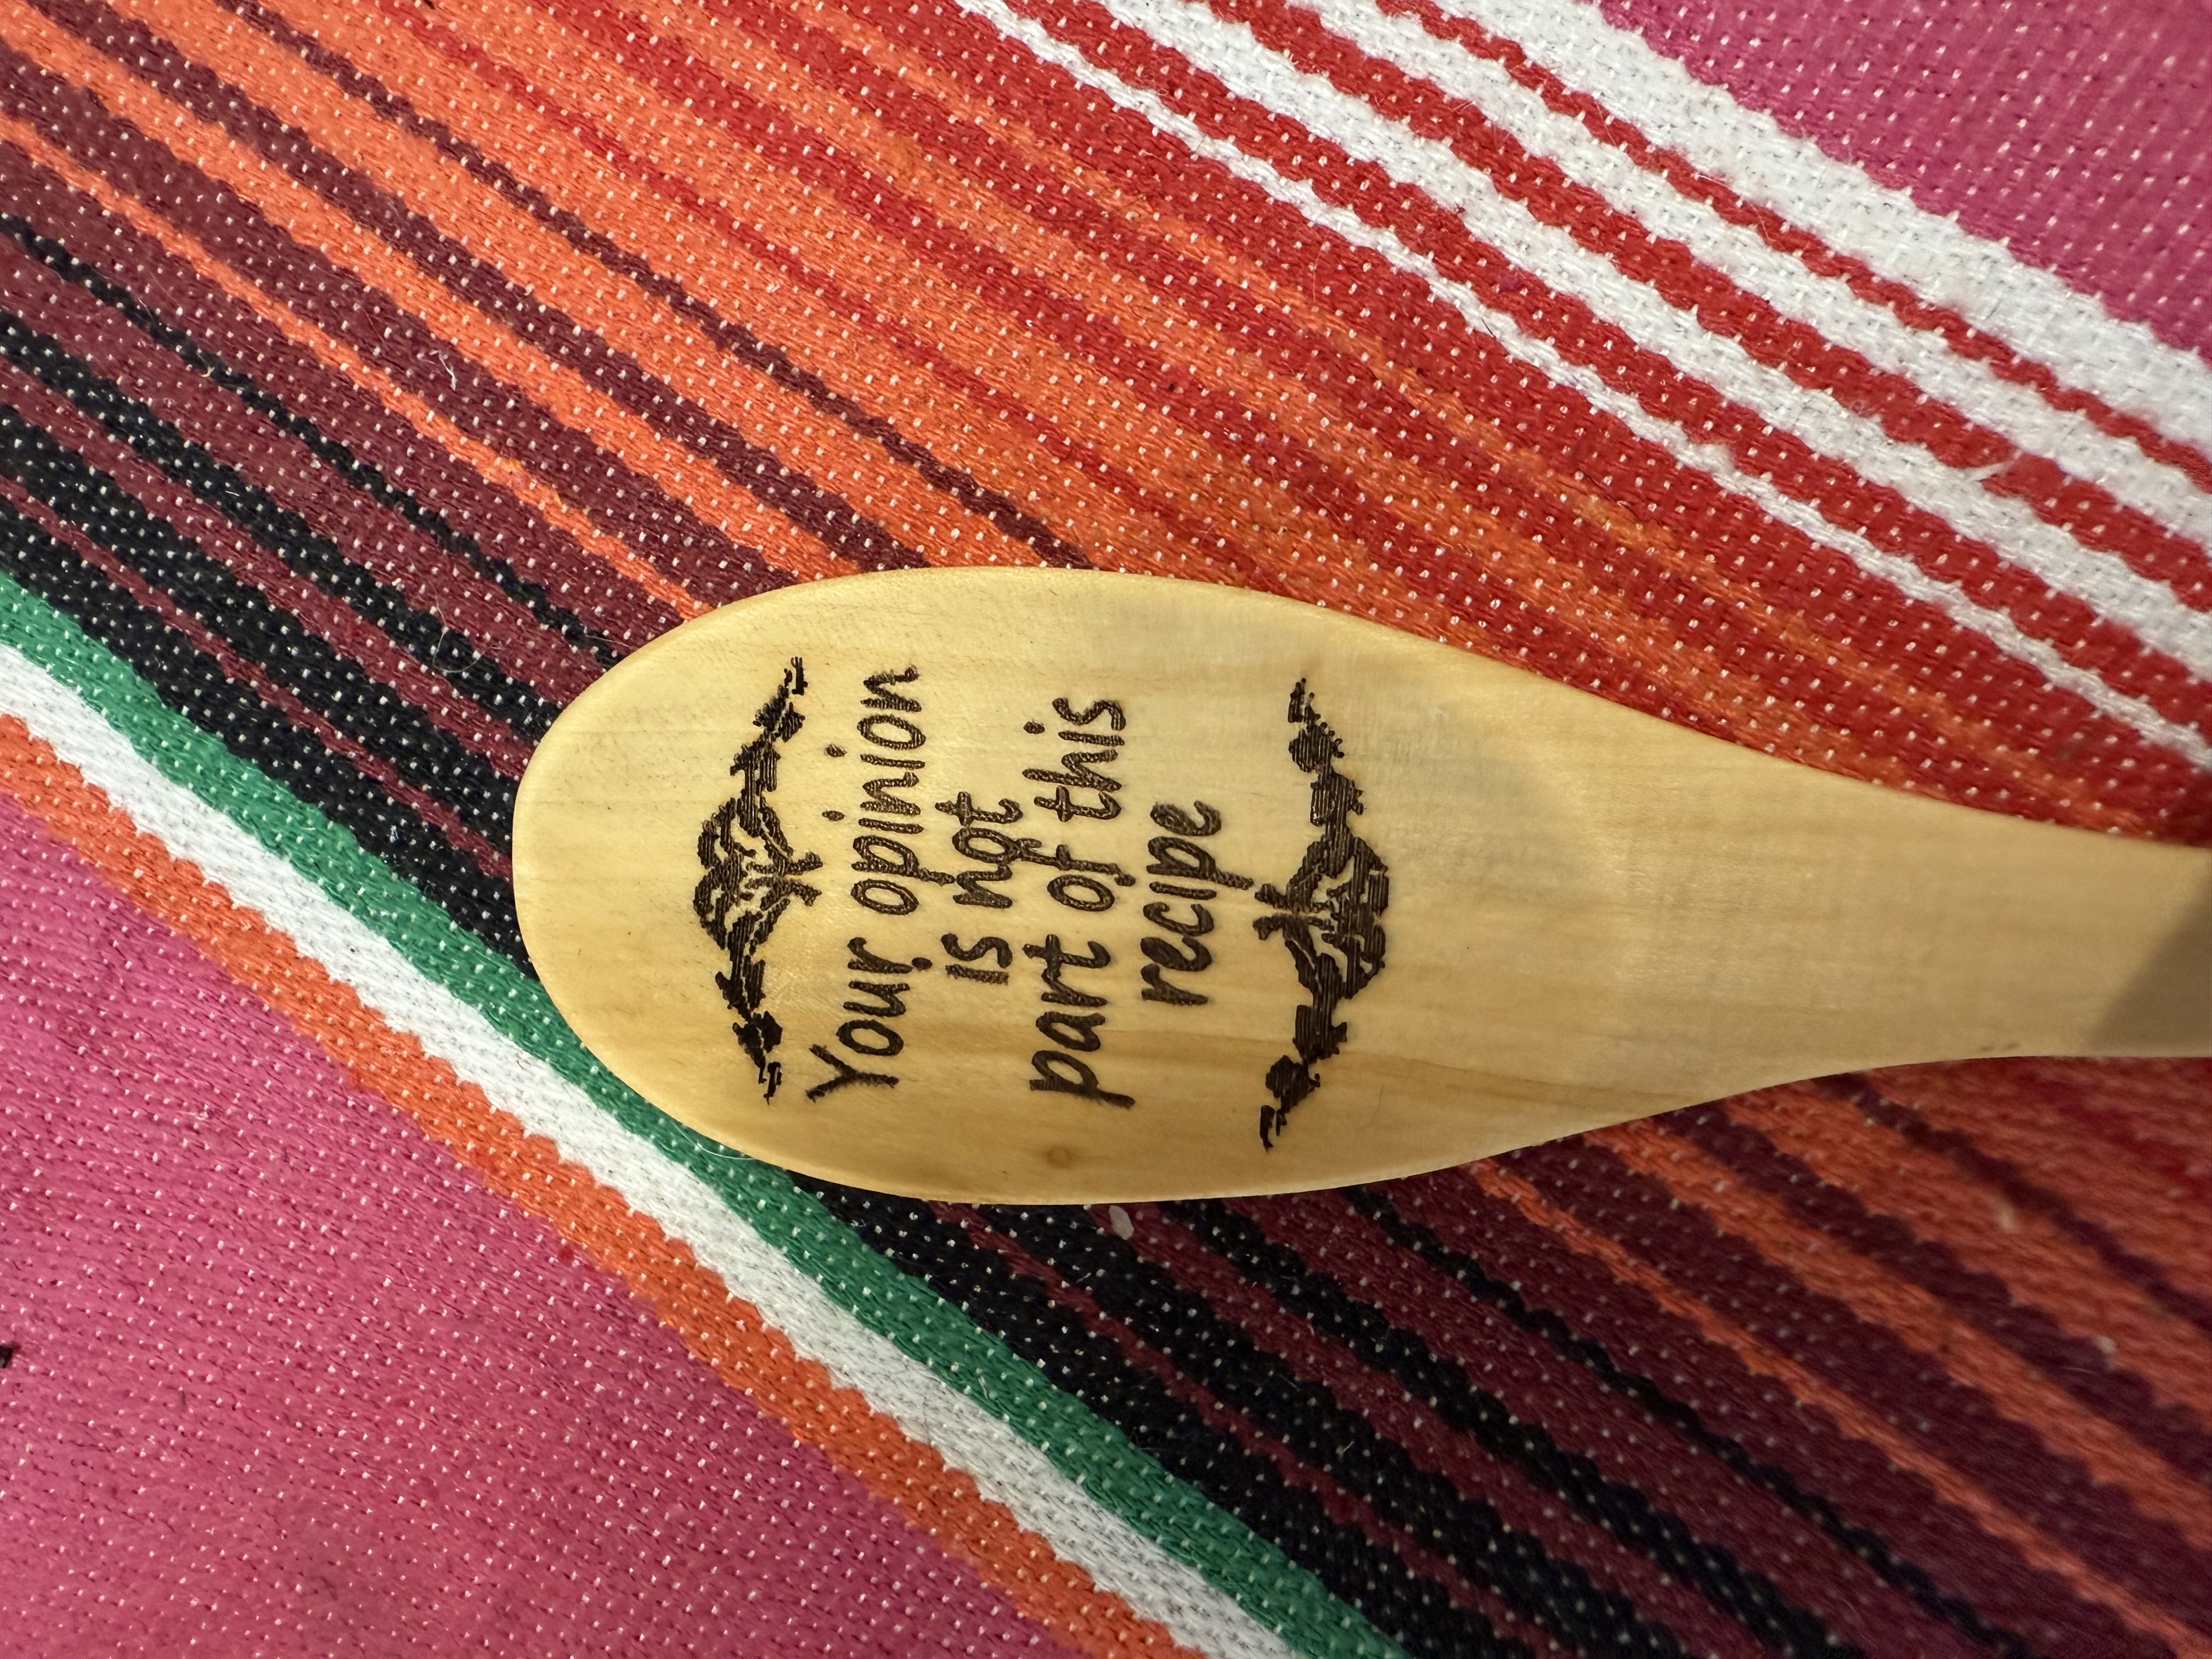 Your opinion
is not
part of this
recipe